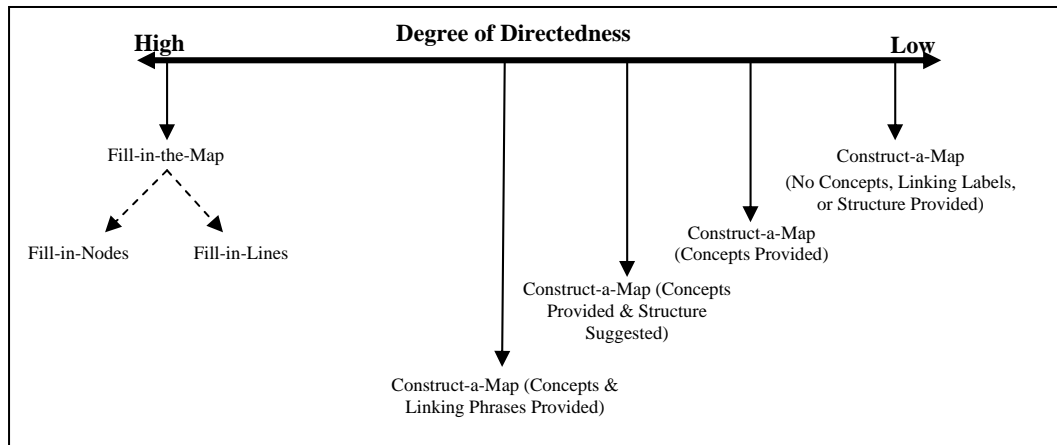 Degree of Directedness
High
Low
Fill-in-the-Map
Fill-in-Nodes
Fill-in-Lines
Construct-a-Map (Concepts &
Linking Phrases Provided)
Construct-a-Map (Concepts
Provided & Structure
Suggested)
Construct-a-Map
(Concepts Provided)
Construct-a-Map
(No Concepts, Linking Labels,
or Structure Provided)